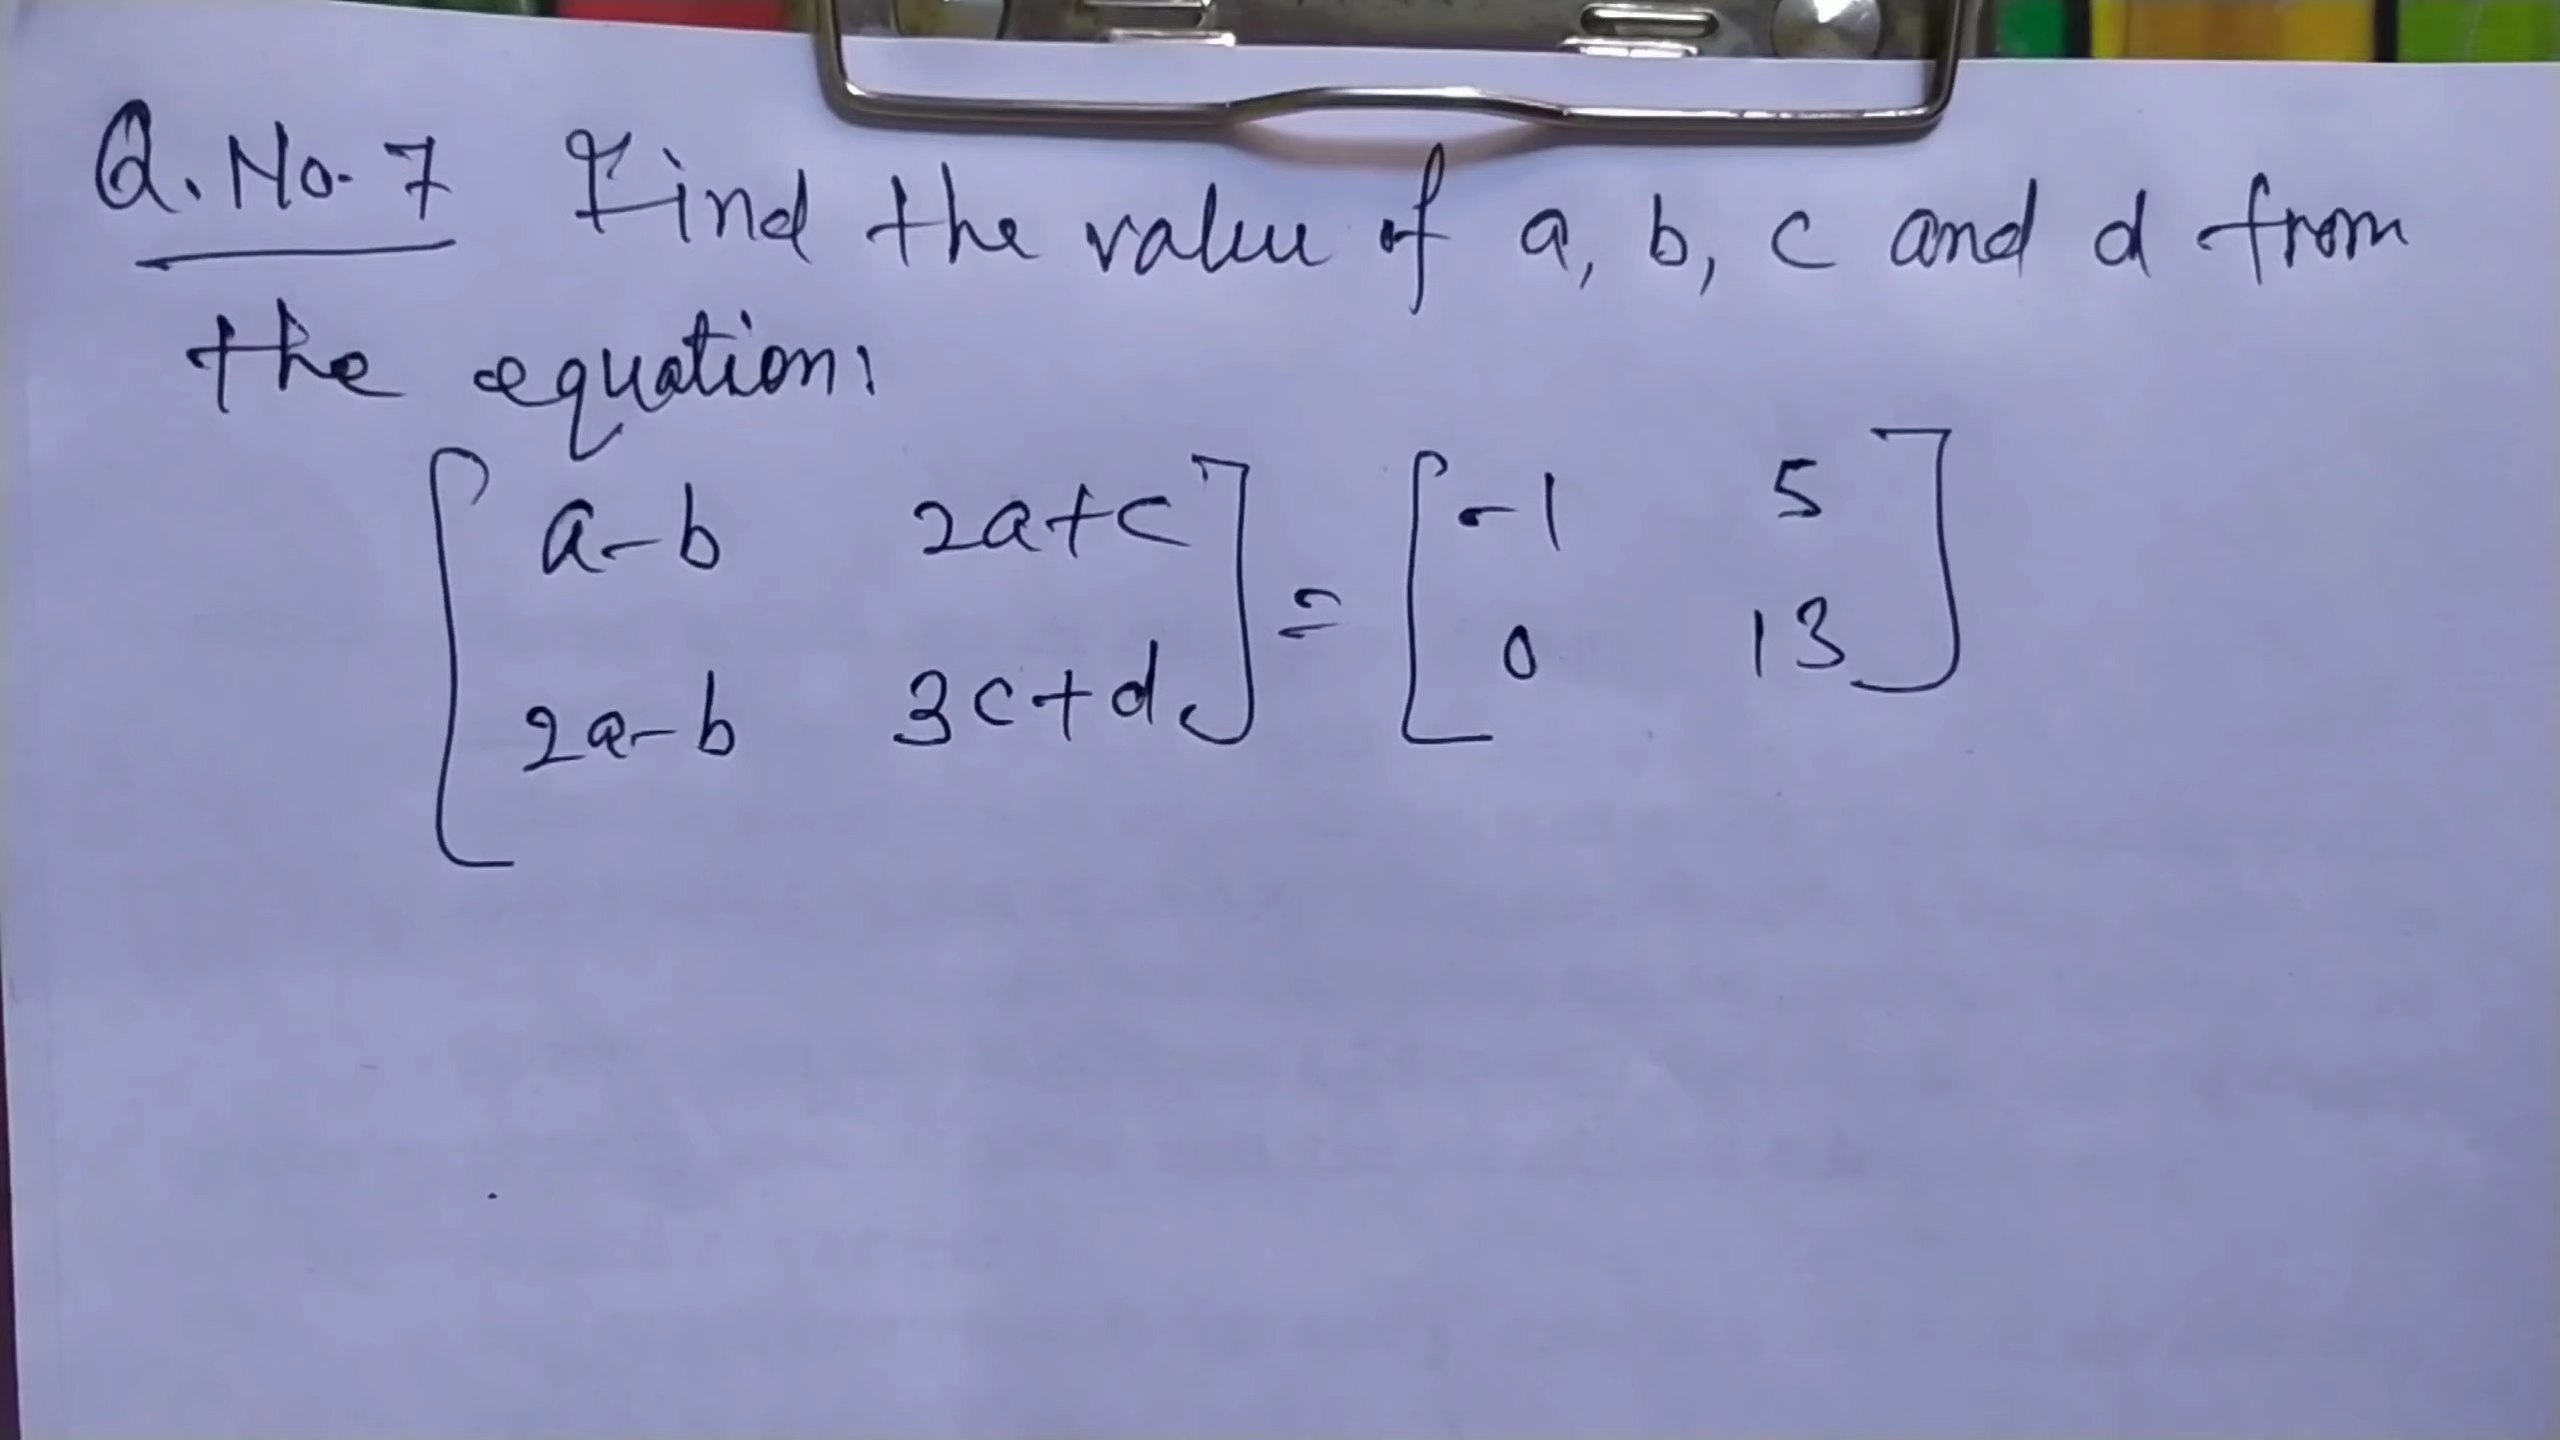 Q. No. 7 Find the value of a, b, c and d from
the equation:
[ a-b 2a+c ] = [ -1 5 ]
[ 2a-b 3c+d ] [ 0 13 ]